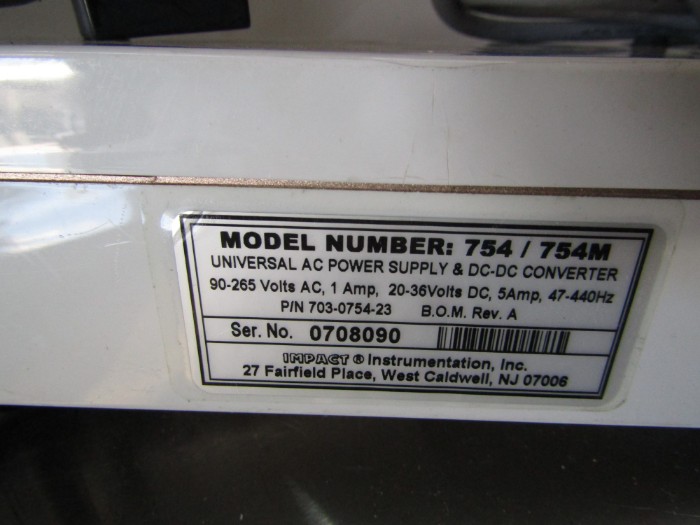 MODEL NUMBER: 754 / 754M
UNIVERSAL AC POWER SUPPLY & DC-DC CONVERTER
90-265 Volts AC, 1 Amp, 20-36Volts DC, 5Amp, 47-440Hz
P/N 703-0754-23 B.O.M. Rev. A
Ser. No. 0708090
IMPACT ® Instrumentation, Inc.
27 Fairfield Place, West Caldwell, NJ 07006